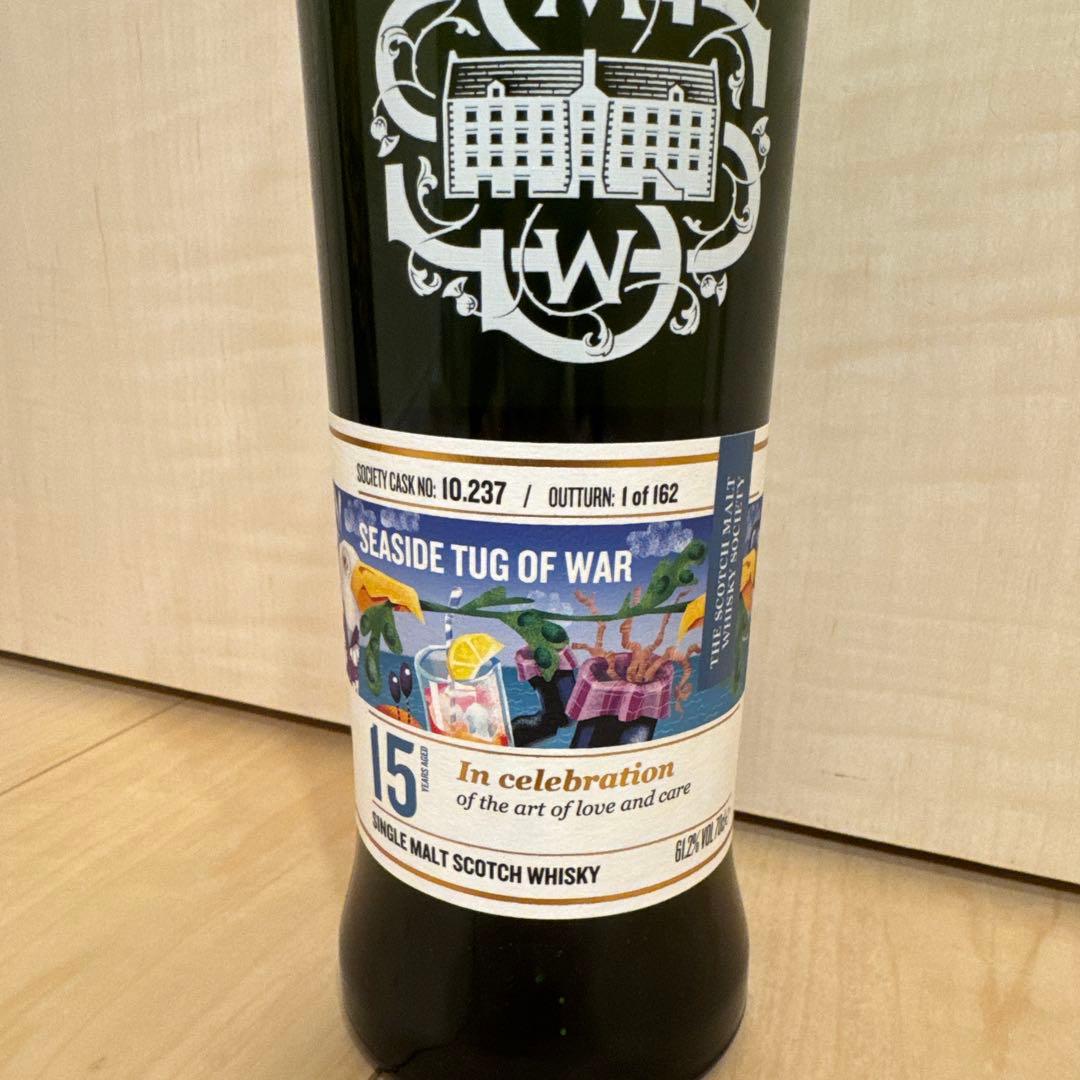 SOCIETY CASK NO: 10.237 / OUTTURN: 1 of 162
SEASIDE TUG OF WAR
THE SCOTCH MALT
WHISKY SOCIETY
15
YEARS AGED
In celebration
of the art of love and care
SINGLE MALT SCOTCH WHISKY
61.2% VOL